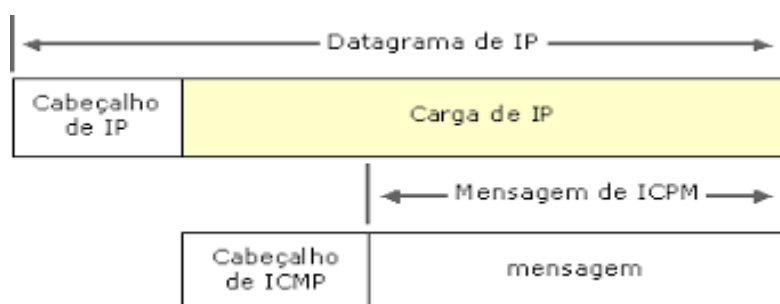 Datagrama de IP
Cabeçalho
de IP
Carga de IP
Mensagem de ICPM
Cabeçalho
de ICMP
mensagem